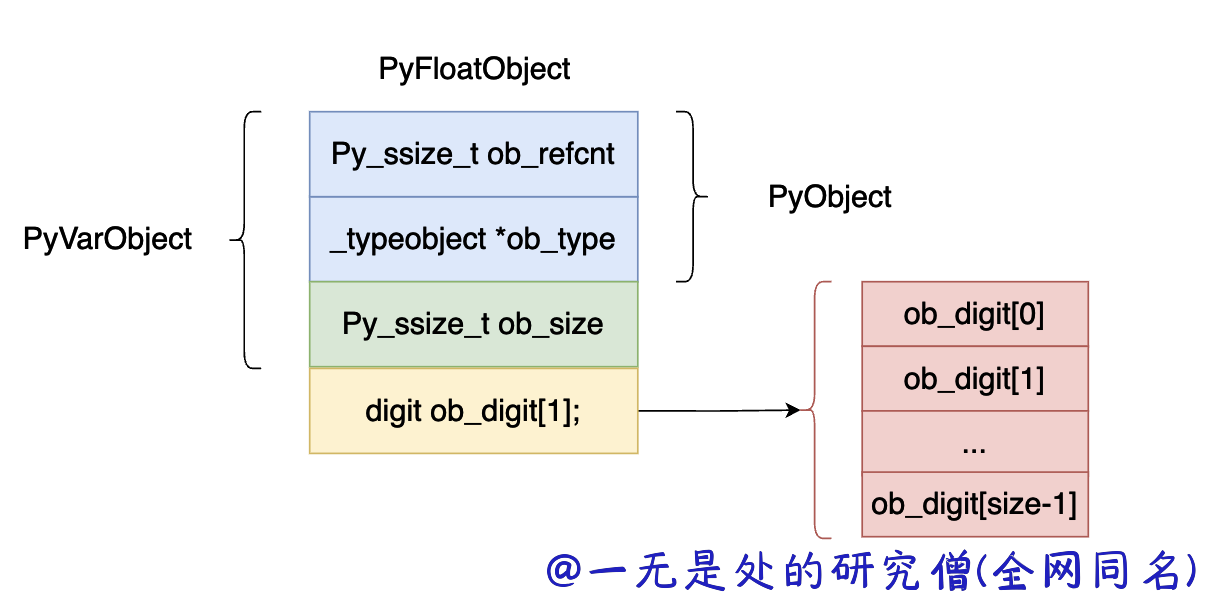 PyFloatObject
Py_ssize_t ob_refcnt
PyObject
_typeobject *ob_type
PyVarObject
Py_ssize_t ob_size
digit ob_digit[1];
ob_digit[0]
ob_digit[1]
...
ob_digit[size-1]
@一无是处的研究僧(全网同名)